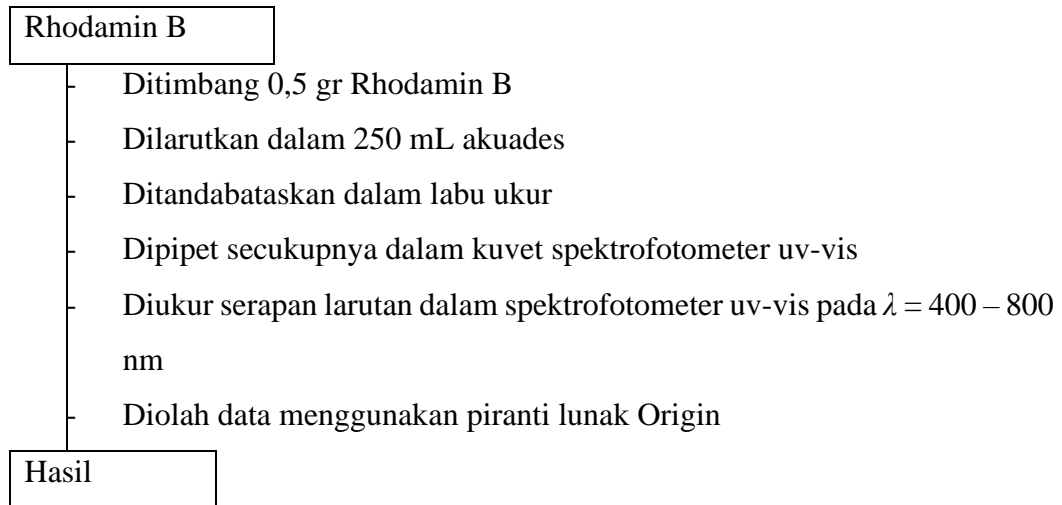 Rhodamin B
- Ditimbang 0,5 gr Rhodamin B
- Dilarutkan dalam 250 mL akuades
- Ditandabataskan dalam labu ukur
- Dipipet secukupnya dalam kuvet spektrofotometer uv-vis
- Diukur serapan larutan dalam spektrofotometer uv-vis pada λ = 400 – 800
nm
- Diolah data menggunakan piranti lunak Origin
Hasil